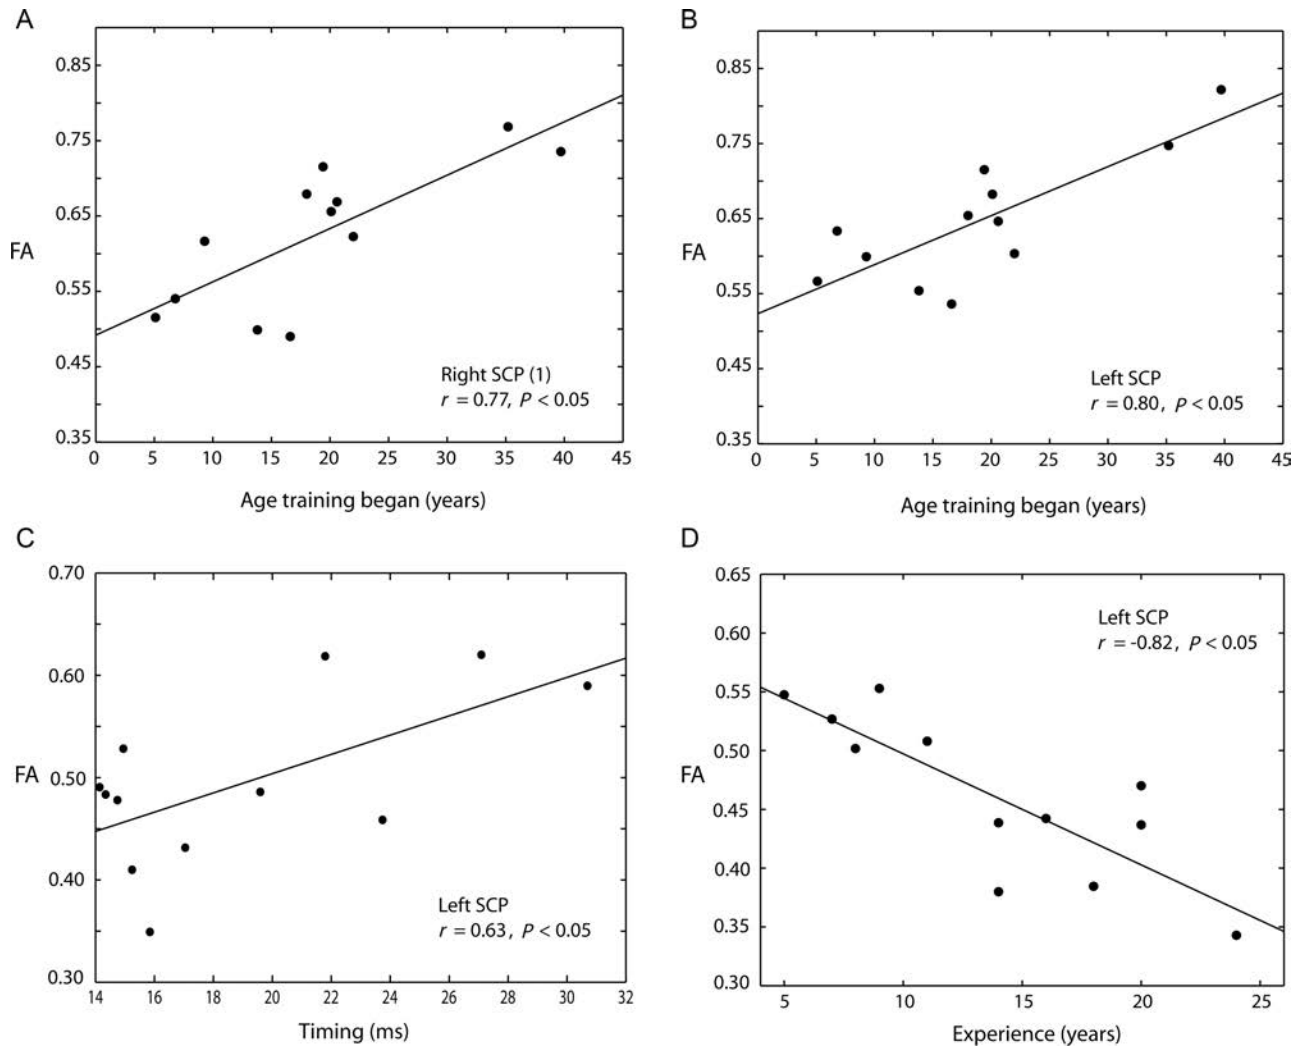 A
0.85
0.75
0.65
FA
0.55
0.45
0.35
Right SCP (1)
r = 0.77, P < 0.05
0 5 10 15 20 25 30 35 40 45
Age training began (years)
B
0.85
0.75
0.65
FA
0.55
0.45
0.35
Left SCP
r = 0.80, P < 0.05
0 5 10 15 20 25 30 35 40 45
Age training began (years)
C
0.70
0.60
FA 0.50
0.40
0.30
Left SCP
r = 0.63, P < 0.05
14 16 18 20 22 24 26 28 30 32
Timing (ms)
D
0.65
0.60
0.55
0.50
FA
0.45
0.40
0.35
0.30
Left SCP
r = -0.82, P < 0.05
5 10 15 20 25
Experience (years)